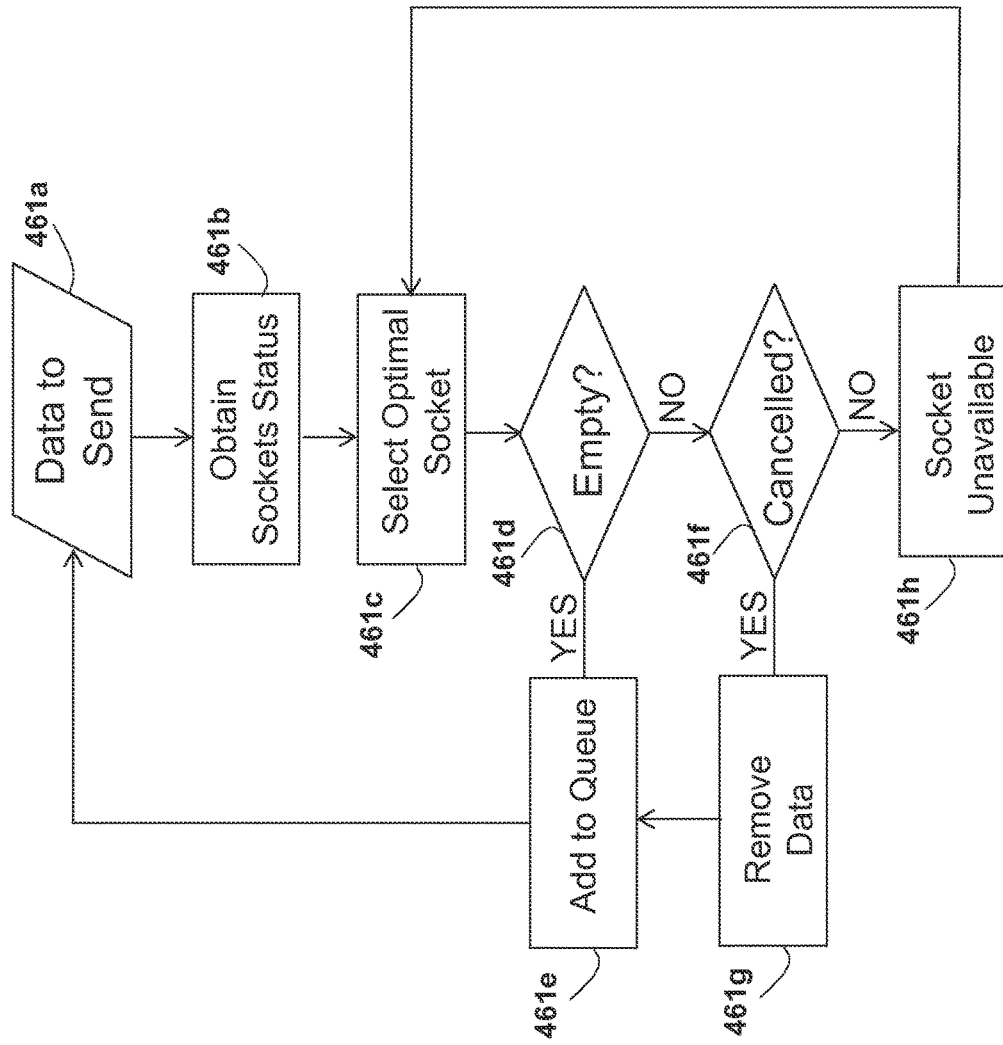 Data to
Send
461a
Obtain
Sockets Status
461b
Select Optimal
Socket
461c
Empty?
461d
YES
NO
Add to Queue
461e
Cancelled?
461f
YES
NO
Remove
Data
461g
Socket
Unavailable
461h